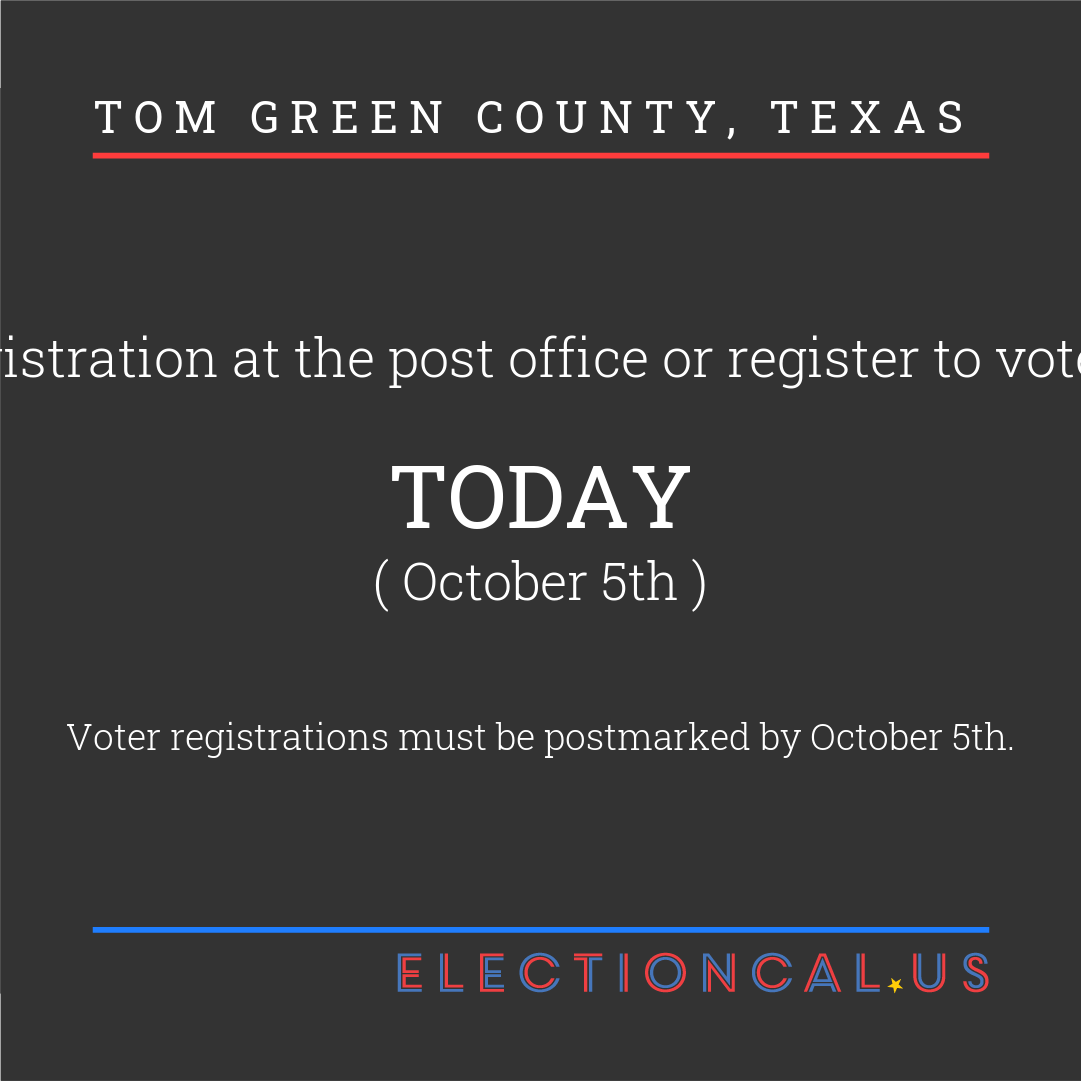 TOM GREEN COUNTY, TEXAS
istration at the post office or register to vot
TODAY
( October 5th )
Voter registrations must be postmarked by October 5th.
ELECTIONCAL.US